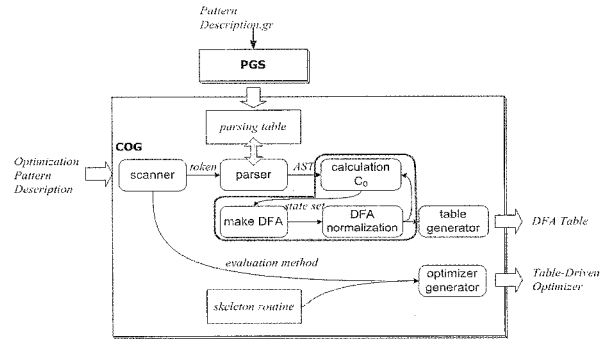 Pattern
Description.gr
PGS
parsing table
COG
Optimization
Pattern
Description
scanner
token
parser
AST
calculation
C₀
state set
make DFA
DFA
normalization
table
generator
DFA Table
evaluation method
optimizer
generator
Table-Driven
Optimizer
skeleton routine